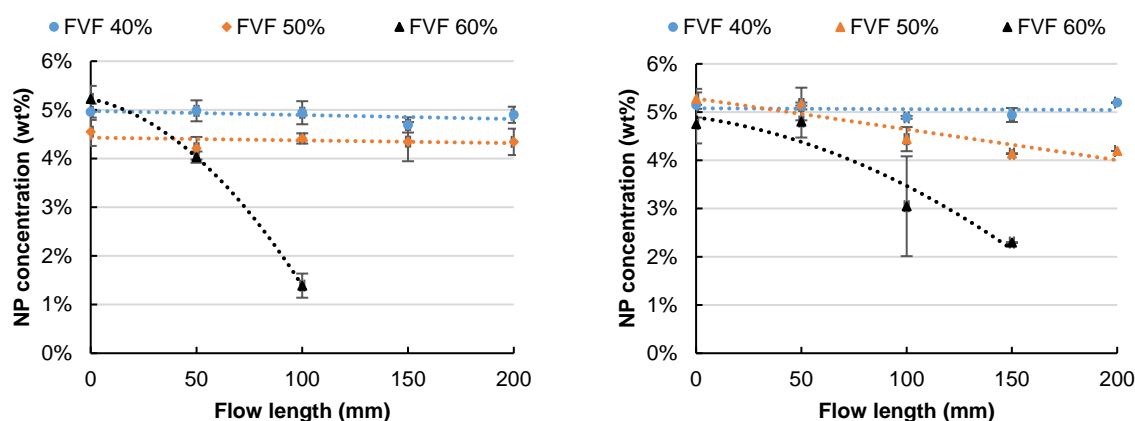 FVF 40% FVF 50% FVF 60%
6%
5%
4%
3%
2%
1%
0%
NP concentration (wt%)
0 50 100 150 200
Flow length (mm)
FVF 40% FVF 50% FVF 60%
6%
5%
4%
3%
2%
1%
0%
NP concentration (wt%)
0 50 100 150 200
Flow length (mm)